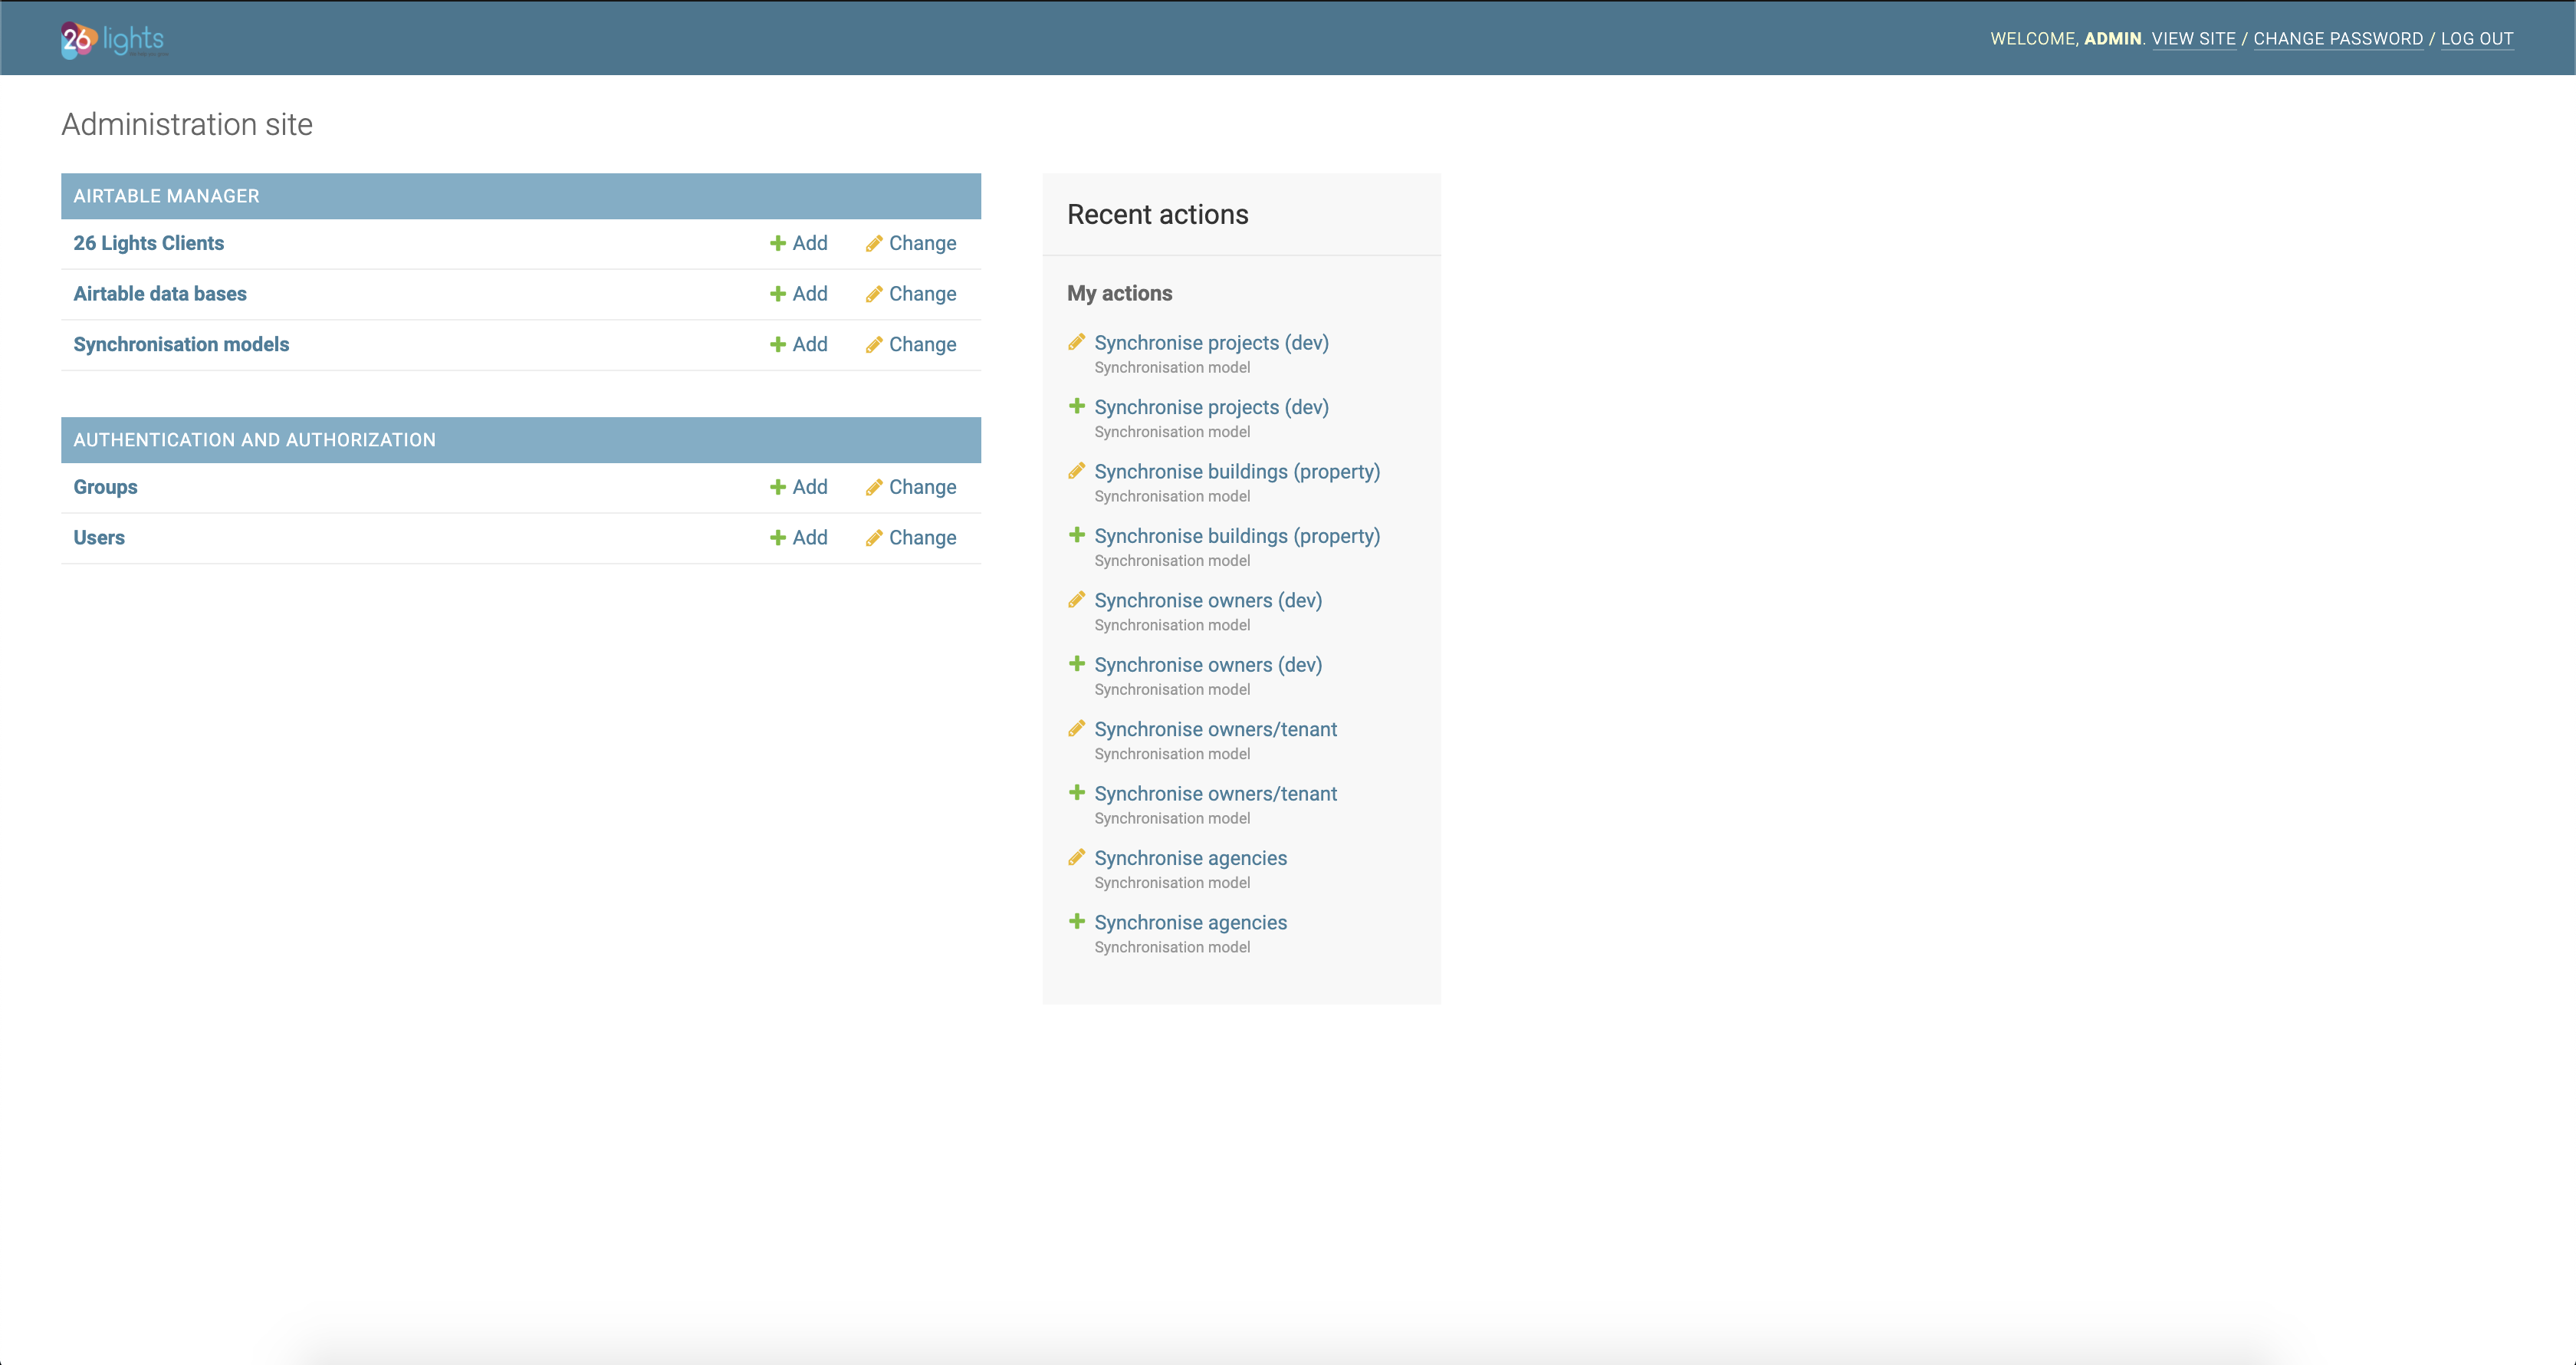 26 lights
WELCOME, ADMIN. VIEW SITE / CHANGE PASSWORD / LOG OUT
Administration site
AIRTABLE MANAGER
26 Lights Clients Add Change
Airtable data bases Add Change
Synchronisation models Add Change
AUTHENTICATION AND AUTHORIZATION
Groups Add Change
Users Add Change
Recent actions
My actions
Synchronise projects (dev)
Synchronisation model
Synchronise projects (dev)
Synchronisation model
Synchronise buildings (property)
Synchronisation model
Synchronise buildings (property)
Synchronisation model
Synchronise owners (dev)
Synchronisation model
Synchronise owners (dev)
Synchronisation model
Synchronise owners/tenant
Synchronisation model
Synchronise owners/tenant
Synchronisation model
Synchronise agencies
Synchronisation model
Synchronise agencies
Synchronisation model